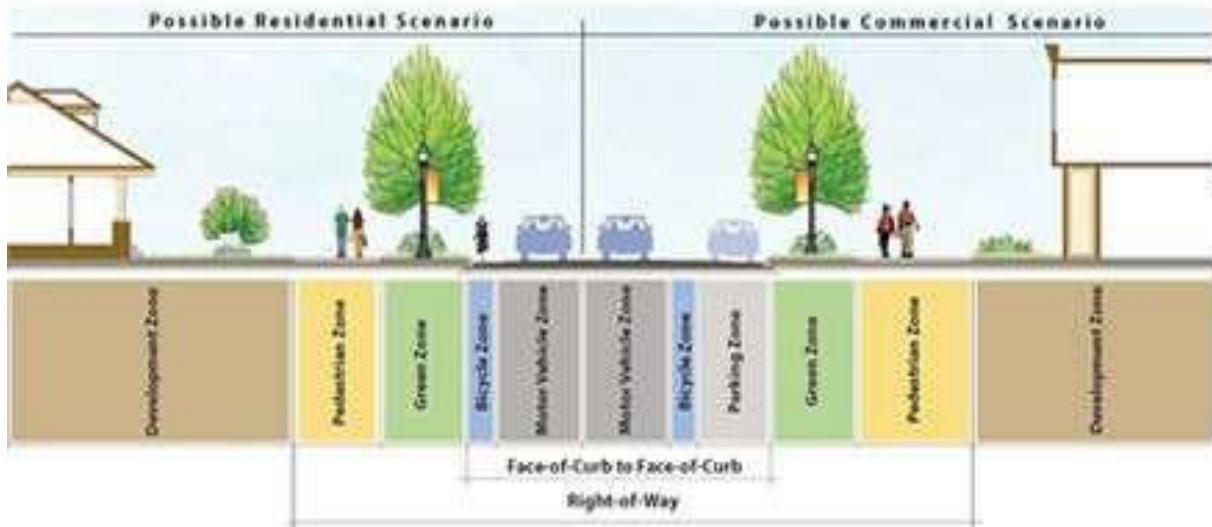 Possible Residential Scenario
Possible Commercial Scenario
Development Zone
Pedestrian Zone
Green Zone
Bicycle Zone
Motor Vehicle Zone
Motor Vehicle Zone
Bicycle Zone
Parking Zone
Green Zone
Pedestrian Zone
Development Zone
Face-of-Curb to Face-of-Curb
Right-of-Way